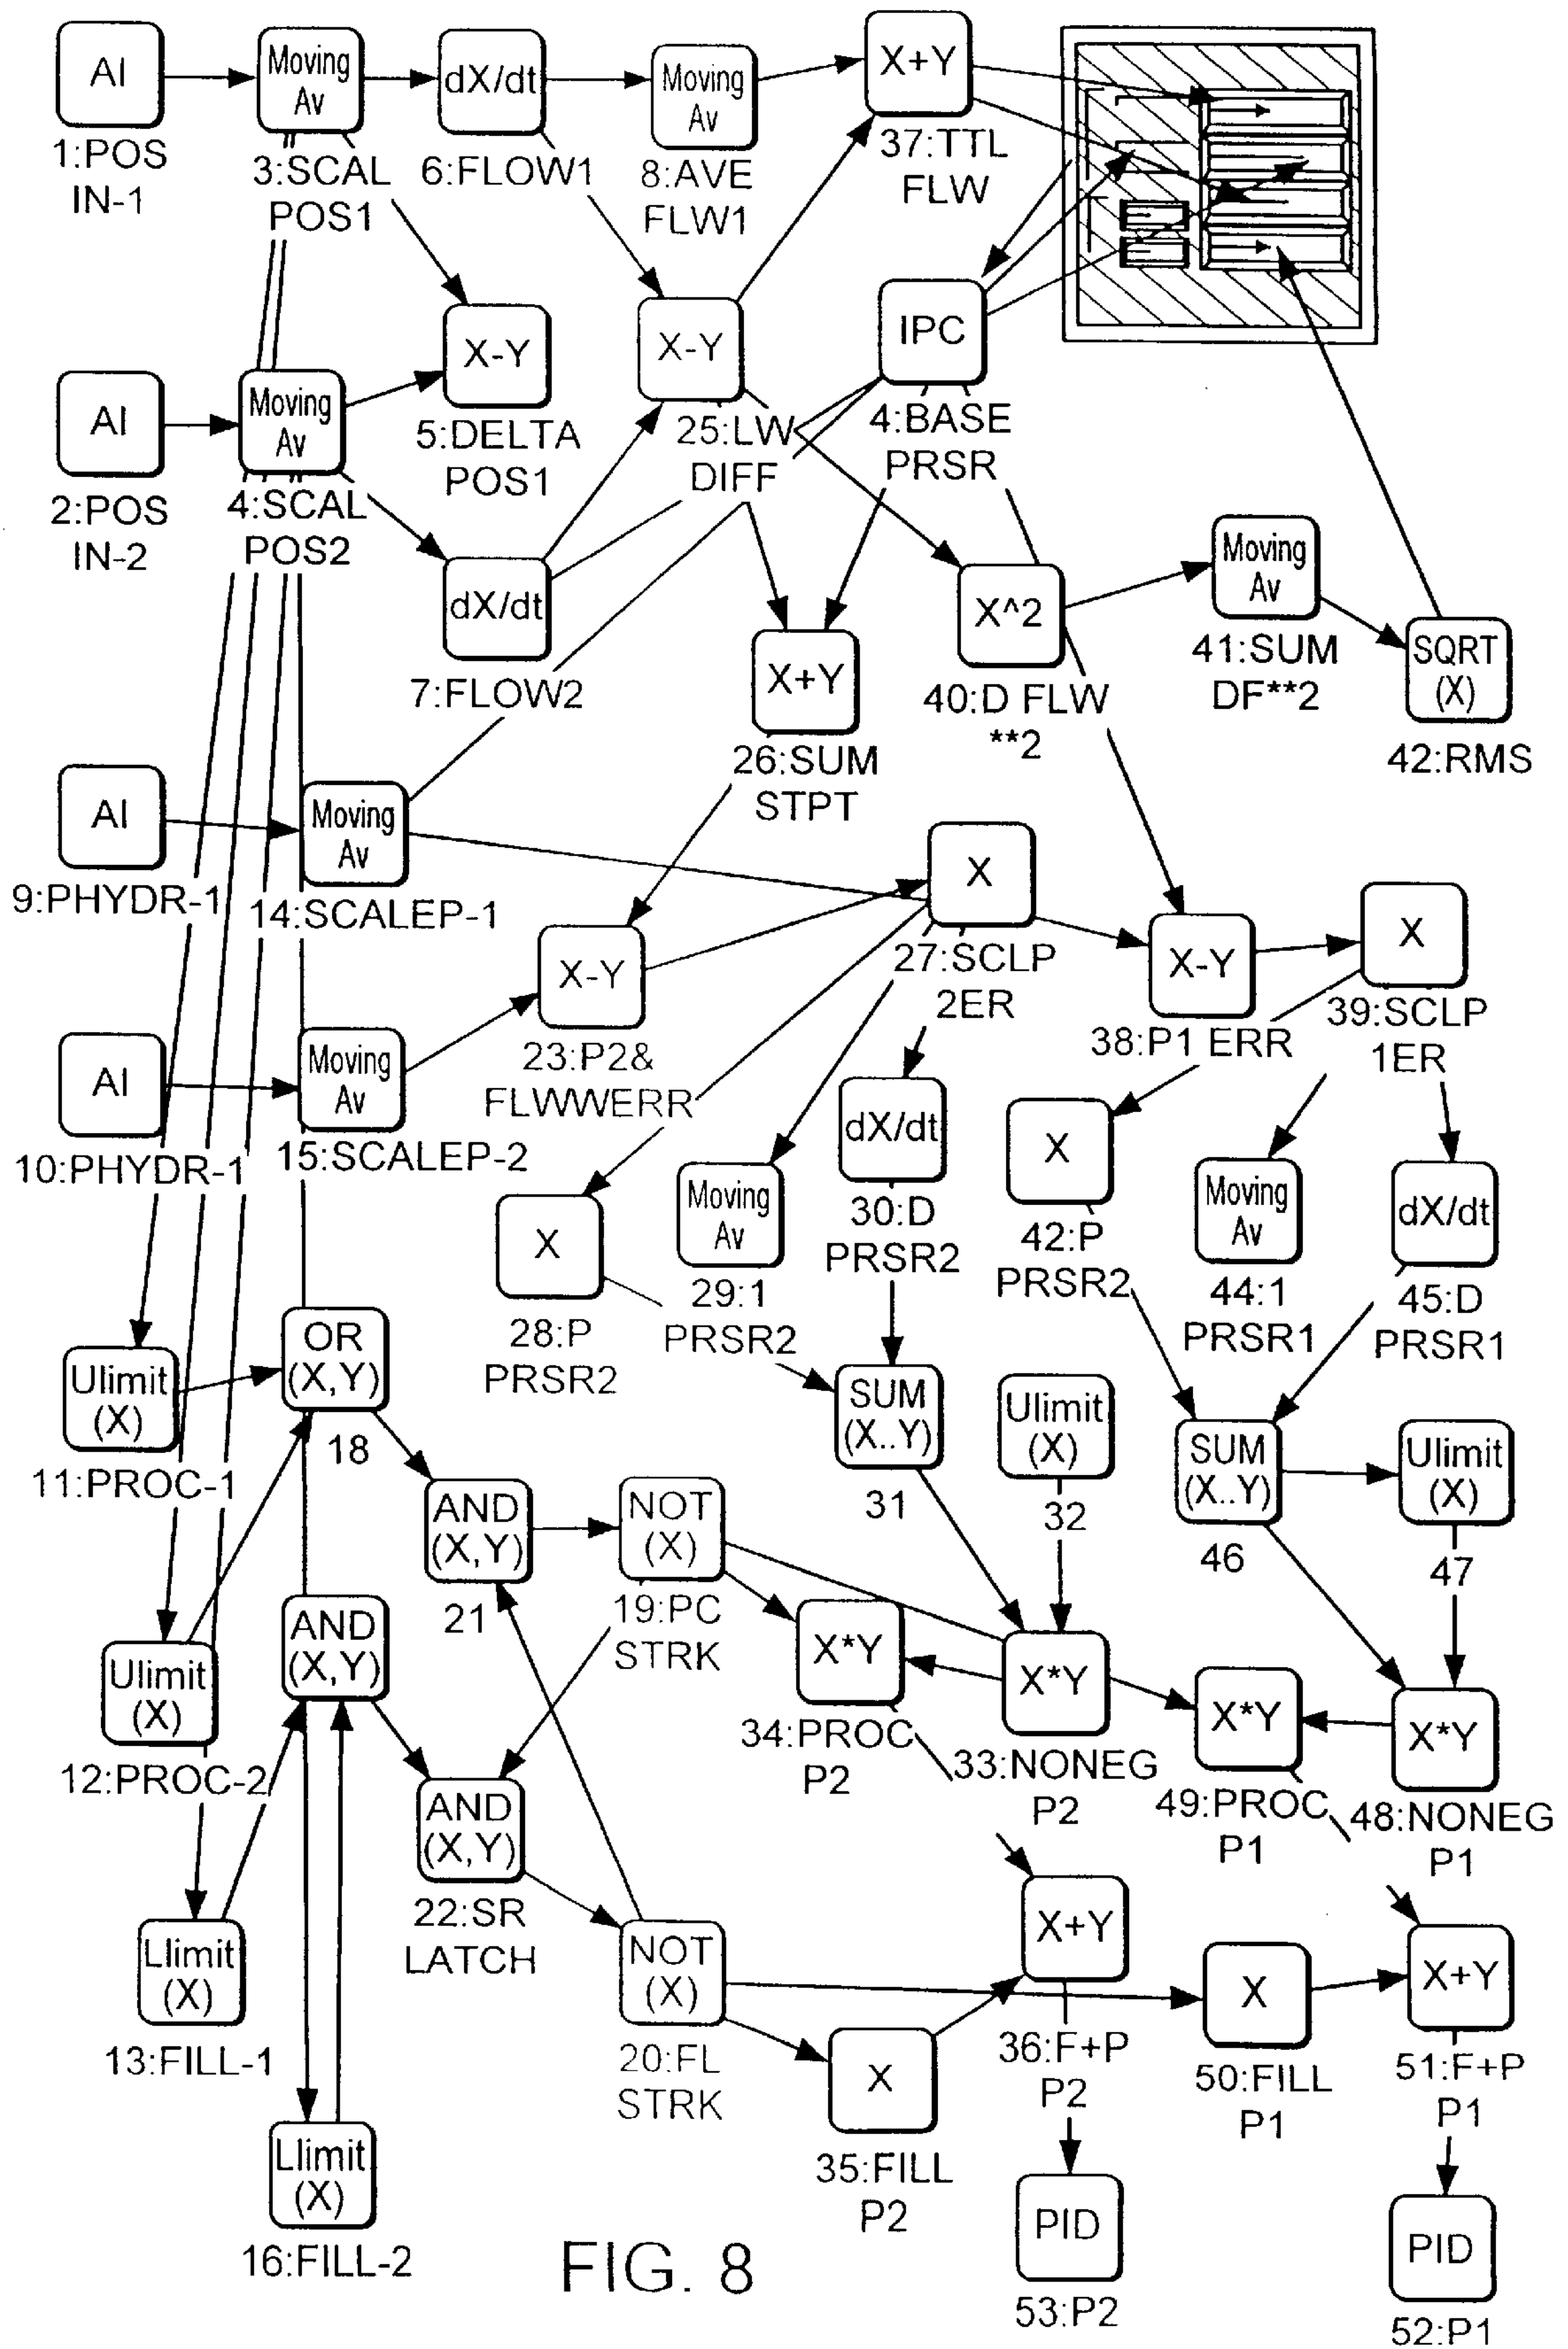 AI
1:POS
IN-1
Moving
Av
3:SCAL
POS1
dX/dt
6:FLOW1
Moving
Av
8:AVE
FLW1
X+Y
37:TTL
FLW
AI
2:POS
IN-2
Moving
Av
4:SCAL
POS2
X-Y
5:DELTA
POS1
X-Y
25:LW
DIFF
IPC
4:BASE
PRSR
dX/dt
7:FLOW2
X+Y
26:SUM
STPT
X^2
40:D FLW
**2
Moving
Av
41:SUM
DF**2
SQRT
(X)
42:RMS
AI
9:PHYDR-1
Moving
Av
14:SCALEP-1
X-Y
23:P2&
FLWWERR
X
27:SCLP
2ER
X-Y
38:P1 ERR
X
39:SCLP
1ER
AI
10:PHYDR-1
Moving
Av
15:SCALEP-2
X
28:P
PRSR2
Moving
Av
29:1
PRSR2
dX/dt
30:D
PRSR2
X
42:P
PRSR2
Moving
Av
44:1
PRSR1
dX/dt
45:D
PRSR1
Ulimit
(X)
11:PROC-1
OR
(X,Y)
18
AND
(X,Y)
21
NOT
(X)
19:PC
STRK
SUM
(X..Y)
31
Ulimit
(X)
32
SUM
(X..Y)
46
Ulimit
(X)
47
Ulimit
(X)
12:PROC-2
AND
(X,Y)
X*Y
34:PROC
P2
X*Y
33:NONEG
P2
X*Y
49:PROC
P1
X*Y
48:NONEG
P1
AND
(X,Y)
22:SR
LATCH
Llimit
(X)
13:FILL-1
NOT
(X)
20:FL
STRK
X
35:FILL
P2
X+Y
36:F+P
P2
X
50:FILL
P1
X+Y
51:F+P
P1
Llimit
(X)
16:FILL-2
PID
53:P2
PID
52:P1
FIG. 8